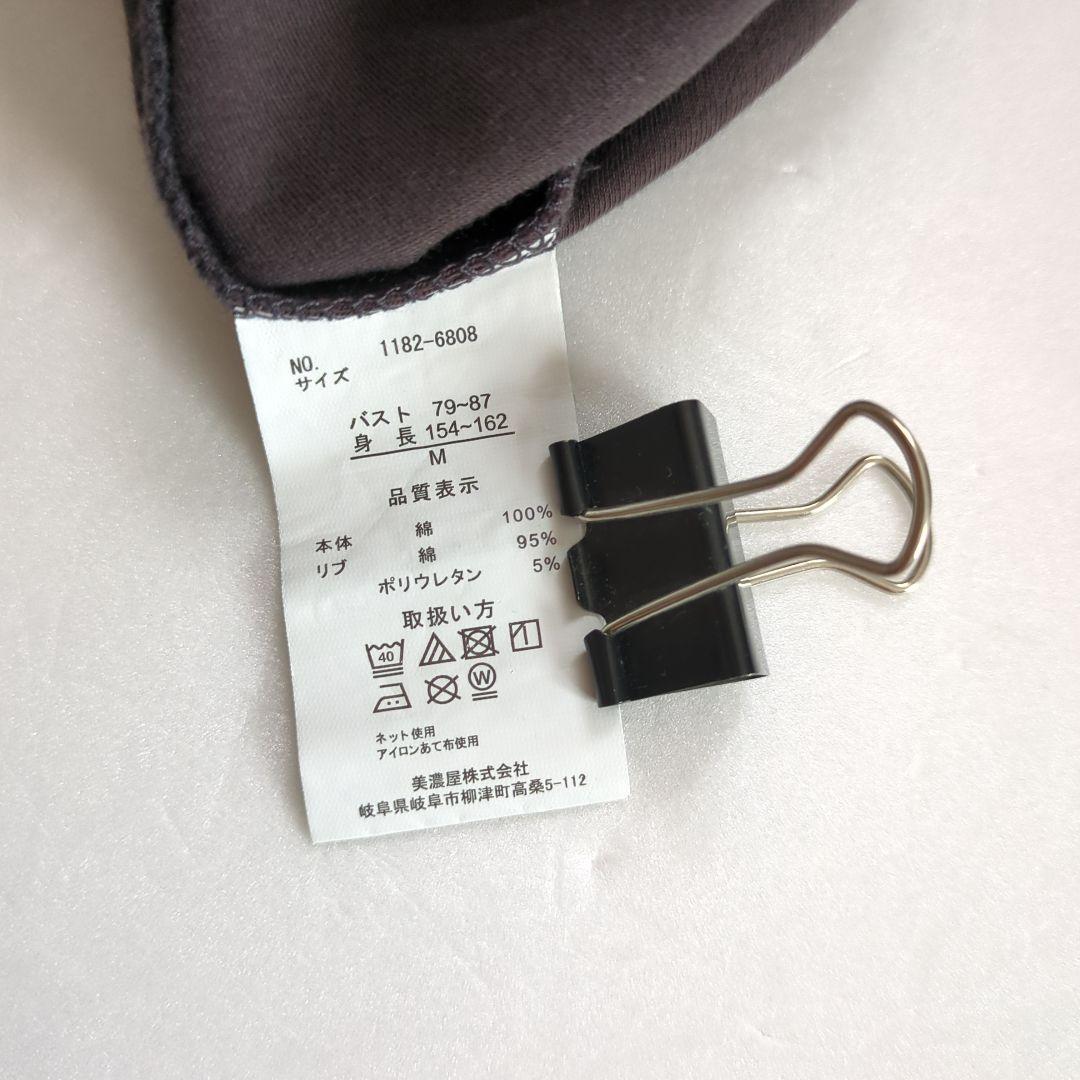 NO. 1182-6808
サイズ
バスト 79~87
身 長 154~162
M
品質表示
本体 綿 100%
リブ 綿 95%
ポリウレタン 5%
取扱い方
40
W
ネット使用
アイロンあて布使用
美濃屋株式会社
岐阜県岐阜市柳津町高桑5-112